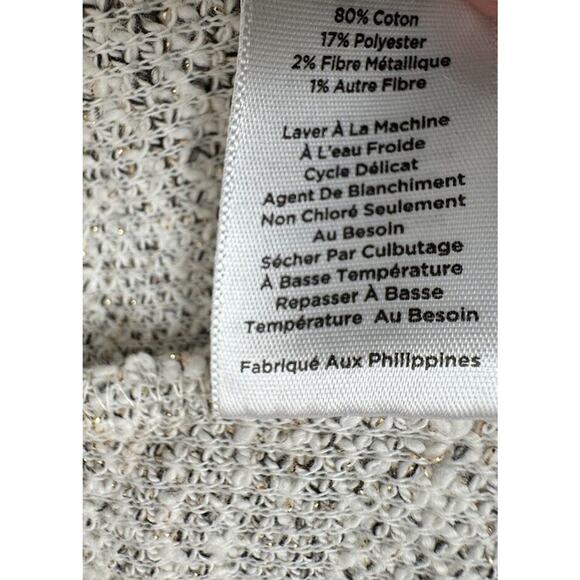 80% Coton
17% Polyester
2% Fibre Métallique
1% Autre Fibre
Laver À La Machine
À L'eau Froide
Cycle Délicat
Agent De Blanchiment
Non Chloré Seulement
Au Besoin
Sécher Par Culbutage
À Basse Température
Repasser À Basse
Température Au Besoin
Fabriqué Aux Philippines